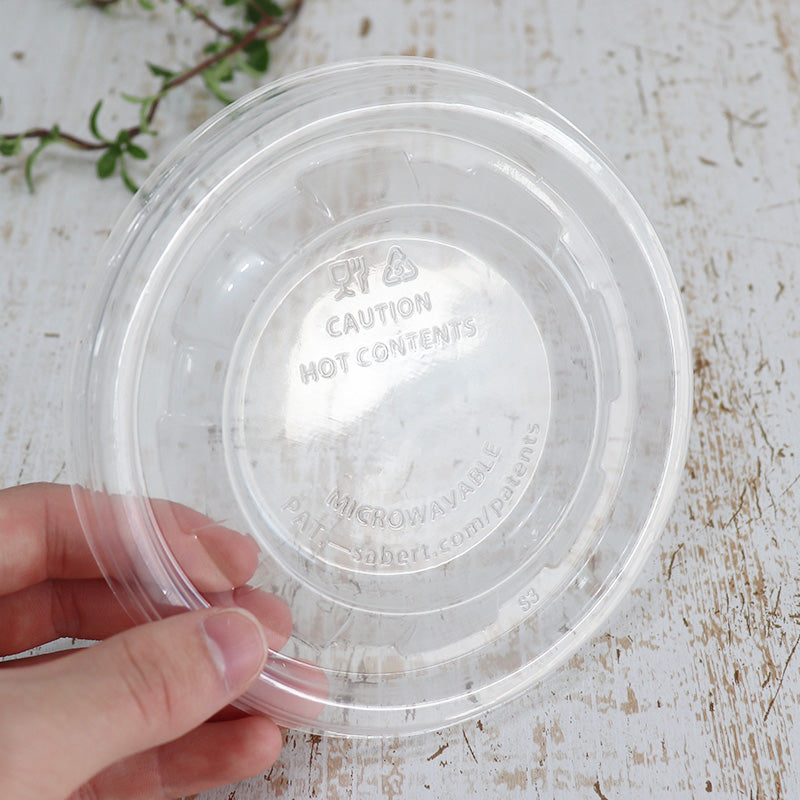 CAUTION
HOT CONTENTS
MICROWAVABLE
PAT.—sabert.com/patents
S3